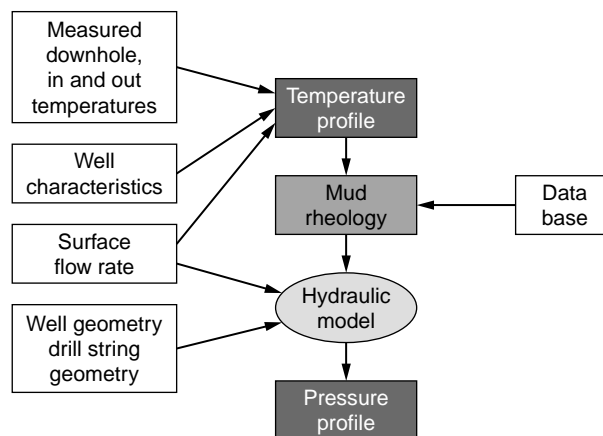 Measured
downhole,
in and out
temperatures
Temperature
profile
Well
characteristics
Mud
rheology
Data
base
Surface
flow rate
Hydraulic
model
Well geometry
drill string
geometry
Pressure
profile